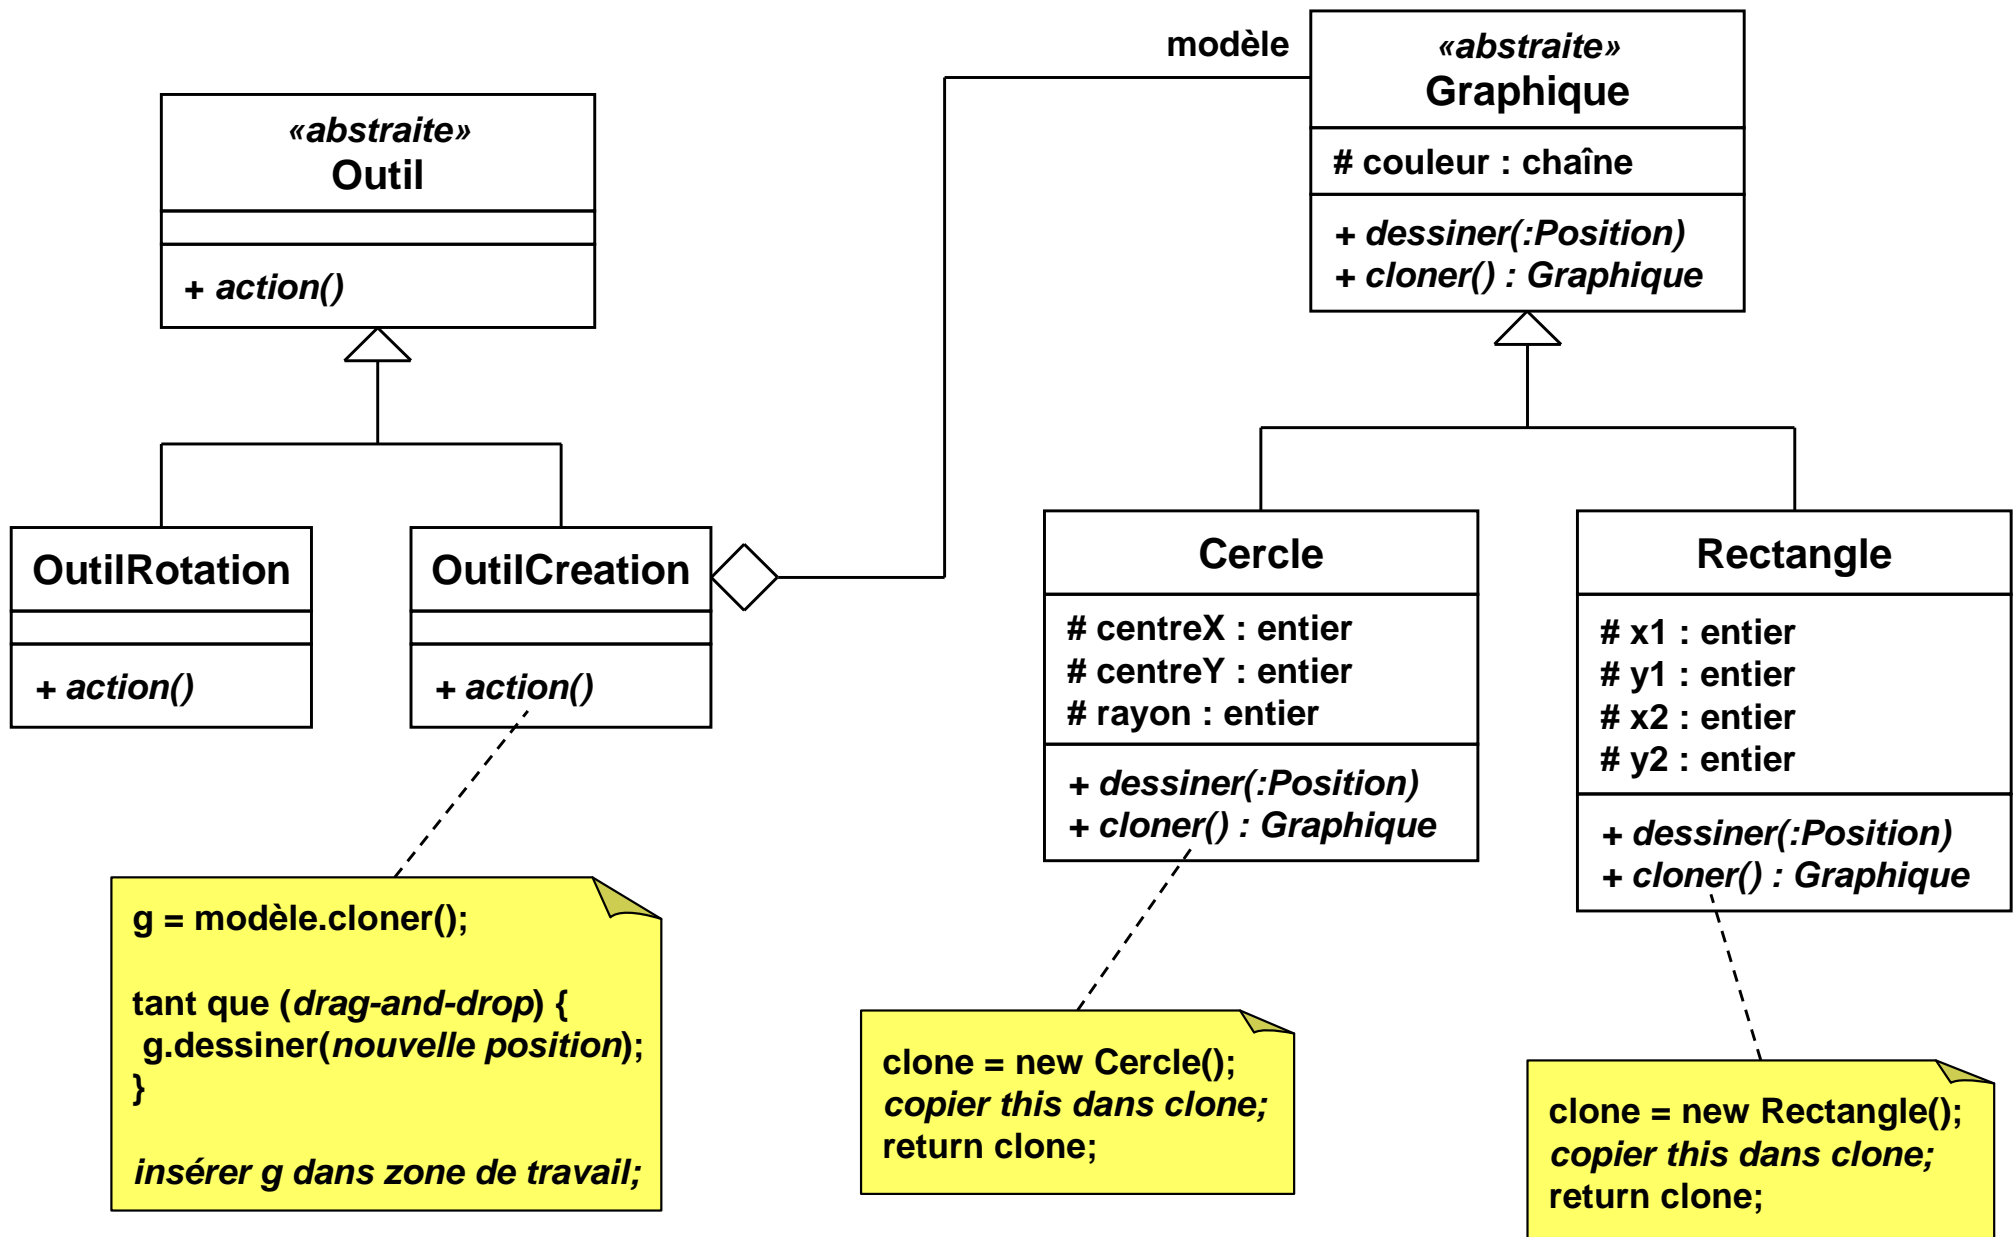 «abstraite»
Outil
+ action()
OutilRotation
+ action()
OutilCreation
+ action()
g = modèle.cloner();
tant que (drag-and-drop) {
g.dessiner(nouvelle position);
}
insérer g dans zone de travail;
modèle
«abstraite»
Graphique
# couleur : chaîne
+ dessiner(:Position)
+ cloner() : Graphique
Cercle
# centreX : entier
# centreY : entier
# rayon : entier
+ dessiner(:Position)
+ cloner() : Graphique
clone = new Cercle();
copier this dans clone;
return clone;
Rectangle
# x1 : entier
# y1 : entier
# x2 : entier
# y2 : entier
+ dessiner(:Position)
+ cloner() : Graphique
clone = new Rectangle();
copier this dans clone;
return clone;